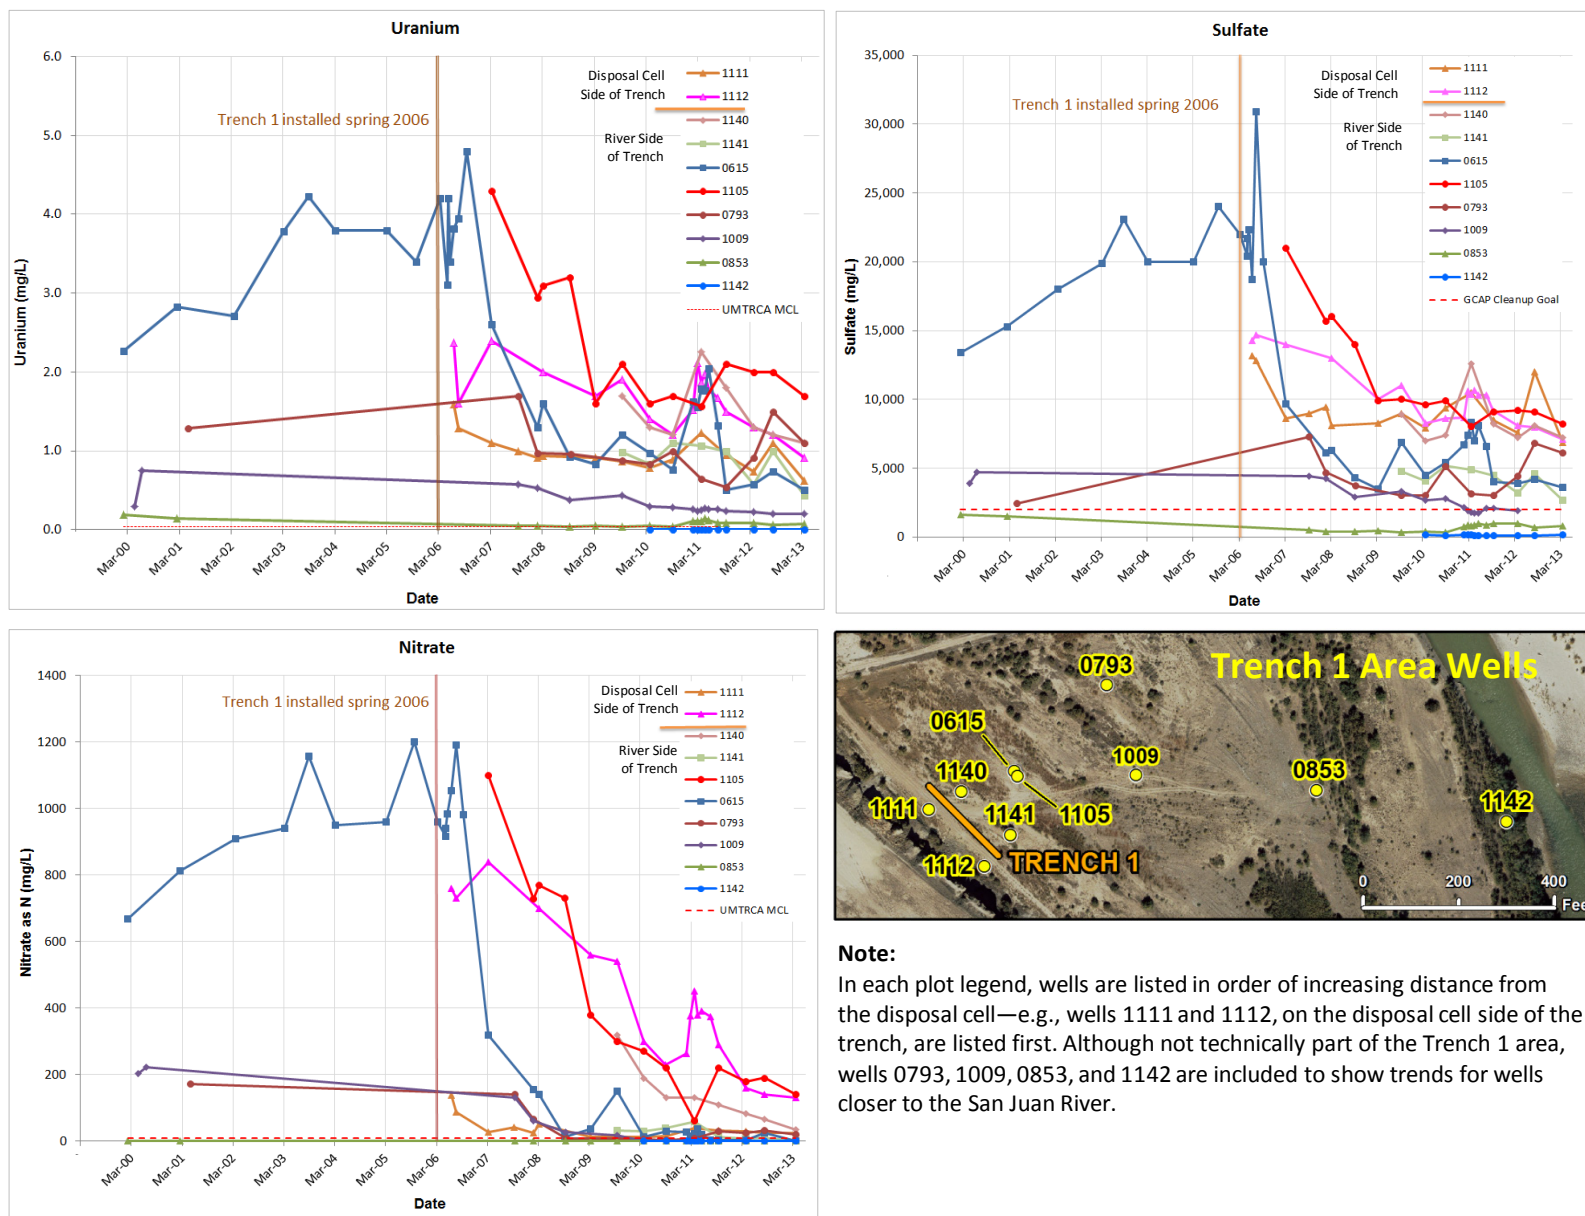 Uranium
6.0
5.0
4.0
3.0
2.0
1.0
0.0
Uranium (mg/L)
Trench 1 installed spring 2006
Disposal Cell
Side of Trench
River Side
of Trench
1111
1112
1140
1141
0615
1105
0793
1009
0853
1142
UMTRCA MCL
Mar-00
Mar-01
Mar-02
Mar-03
Mar-04
Mar-05
Mar-06
Mar-07
Mar-08
Mar-09
Mar-10
Mar-11
Mar-12
Mar-13
Date
Sulfate
35,000
30,000
25,000
20,000
15,000
10,000
5,000
0
Sulfate (mg/L)
Trench 1 installed spring 2006
Disposal Cell
Side of Trench
River Side
of Trench
1111
1112
1140
1141
0615
1105
0793
1009
0853
1142
GCAP Cleanup Goal
Mar-00
Mar-01
Mar-02
Mar-03
Mar-04
Mar-05
Mar-06
Mar-07
Mar-08
Mar-09
Mar-10
Mar-11
Mar-12
Mar-13
Date
Nitrate
1400
1200
1000
800
600
400
200
0
Nitrate as N (mg/L)
Trench 1 installed spring 2006
Disposal Cell
Side of Trench
River Side
of Trench
1111
1112
1140
1141
1105
0615
0793
1009
0853
1142
UMTRCA MCL
Mar-00
Mar-01
Mar-02
Mar-03
Mar-04
Mar-05
Mar-06
Mar-07
Mar-08
Mar-09
Mar-10
Mar-11
Mar-12
Mar-13
Date
Trench 1 Area Wells
0793
0615
1009
1140
0853
1111
1141
1105
1142
1112
TRENCH 1
0 200 400
Fee
Note:
In each plot legend, wells are listed in order of increasing distance from
the disposal cell—e.g., wells 1111 and 1112, on the disposal cell side of the
trench, are listed first. Although not technically part of the Trench 1 area,
wells 0793, 1009, 0853, and 1142 are included to show trends for wells
closer to the San Juan River.